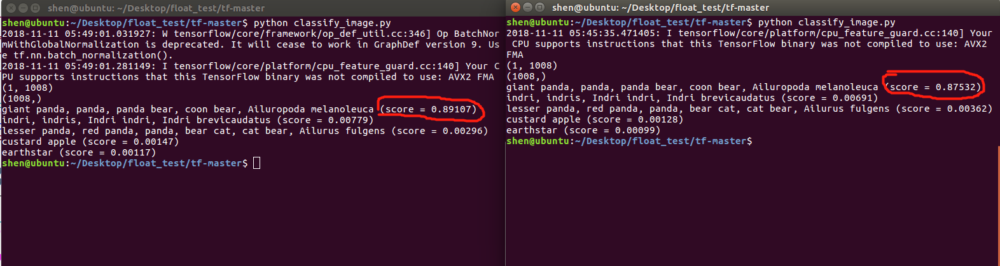 shen@ubuntu: ~/Desktop/float_test/tf-master
shen@ubuntu:~/Desktop/float_test/tf-master$ python classify_image.py
2018-11-11 05:49:01.031927: W tensorflow/core/framework/op_def_util.cc:346] Op BatchNor
mWithGlobalNormalization is deprecated. It will cease to work in GraphDef version 9. Us
e tf.nn.batch_normalization().
2018-11-11 05:49:01.281149: I tensorflow/core/platform/cpu_feature_guard.cc:140] Your C
PU supports instructions that this TensorFlow binary was not compiled to use: AVX2 FMA
(1, 1008)
(1008,)
giant panda, panda, panda bear, coon bear, Ailuropoda melanoleuca (score = 0.89107)
indri, indris, Indri indri, Indri brevicaudatus (score = 0.00779)
lesser panda, red panda, panda, bear cat, cat bear, Ailurus fulgens (score = 0.00296)
custard apple (score = 0.00147)
earthstar (score = 0.00117)
shen@ubuntu:~/Desktop/float_test/tf-master$
shen@ubuntu: ~/Desktop/float_test/tf-master
shen@ubuntu:~/Desktop/float_test/tf-master$ python classify_image.py
2018-11-11 05:45:35.471405: I tensorflow/core/platform/cpu_feature_guard.cc:140] Your
CPU supports instructions that this TensorFlow binary was not compiled to use: AVX2
FMA
(1, 1008)
(1008,)
giant panda, panda, panda bear, coon bear, Ailuropoda melanoleuca (score = 0.87532)
indri, indris, Indri indri, Indri brevicaudatus (score = 0.00691)
lesser panda, red panda, panda, bear cat, cat bear, Ailurus fulgens (score = 0.00362)
custard apple (score = 0.00128)
earthstar (score = 0.00099)
shen@ubuntu:~/Desktop/float_test/tf-master$